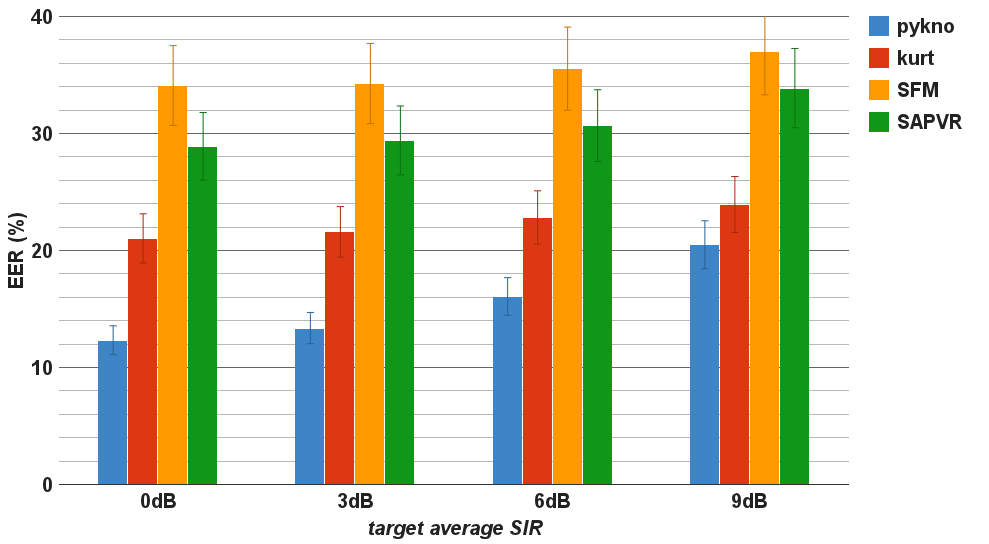 40
30
20
10
0
EER (%)
0dB
3dB
6dB
9dB
target average SIR
pykno
kurt
SFM
SAPVR